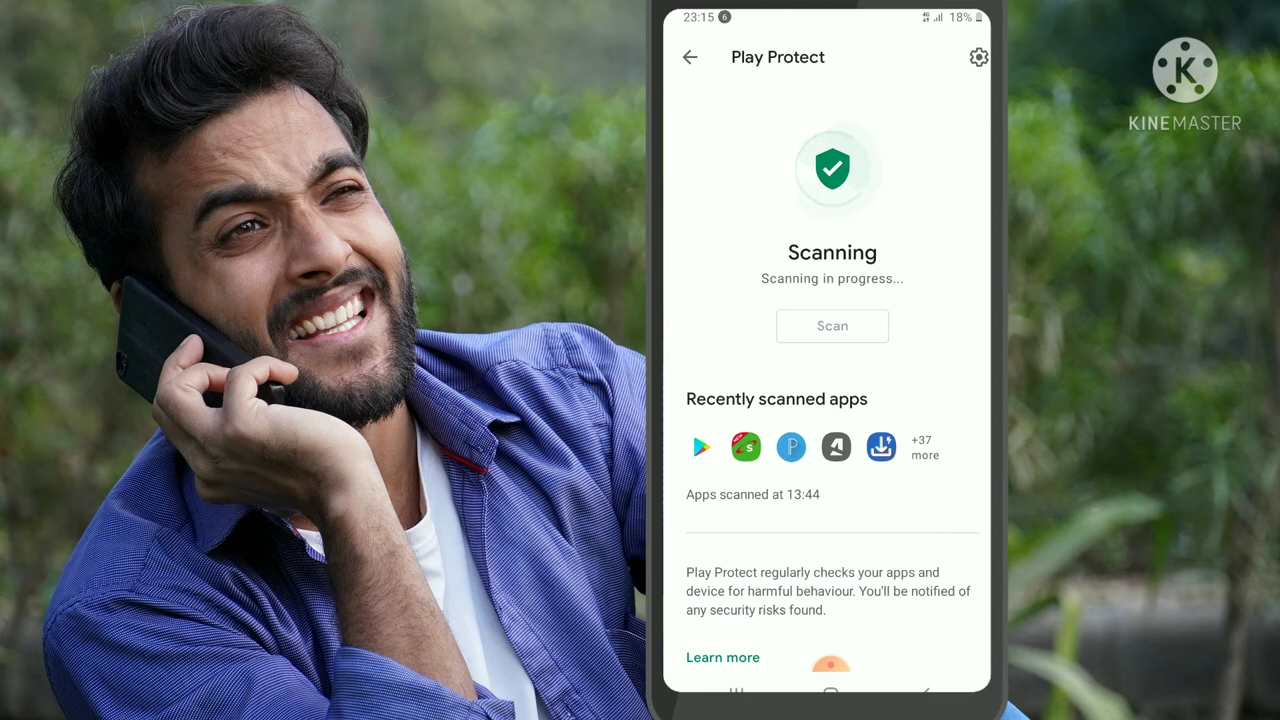 23:15 6 4G 18%
Play Protect
KINEMASTER
Scanning
Scanning in progress...
Scan
Recently scanned apps
+37
more
Apps scanned at 13:44
Play Protect regularly checks your apps and
device for harmful behaviour. You'll be notified of
any security risks found.
Learn more